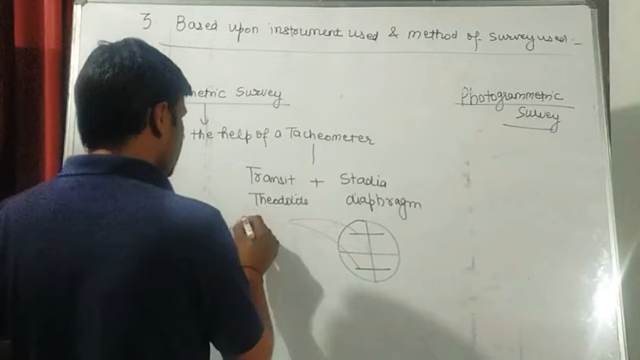 3. Based upon instrument used & method of survey used:-
metric Survey
Photogrammetric
Survey
the help of a Tacheometer
Transit + Stadia
Theodolide diaphragm